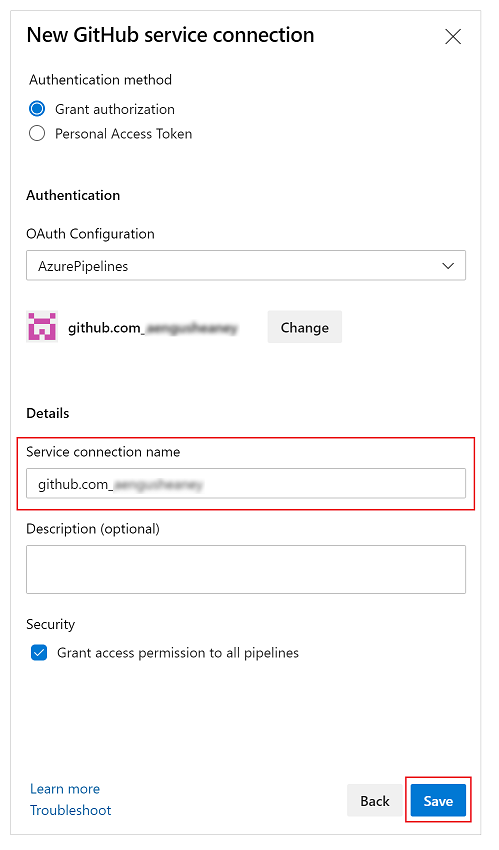 New GitHub service connection
Authentication method
Grant authorization
Personal Access Token
Authentication
OAuth Configuration
AzurePipelines
github.com_
Change
Details
Service connection name
github.com_
Description (optional)
Security
Grant access permission to all pipelines
Learn more
Troubleshoot
Back
Save